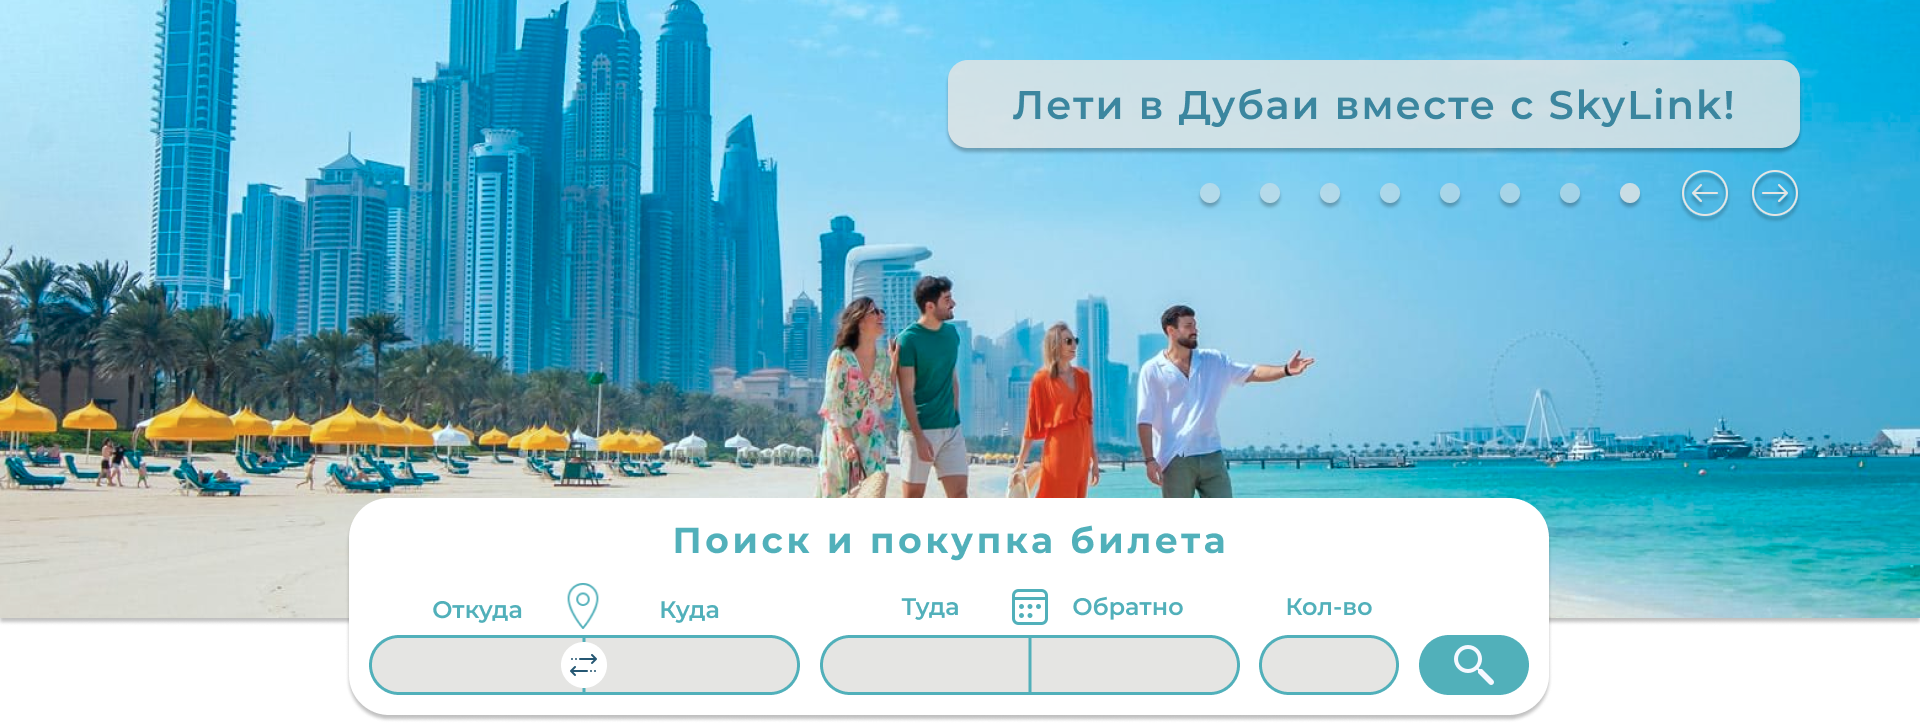 Лети в Дубаи вместе с SkyLink!
Поиск и покупка билета
Откуда Куда Туда Обратно Кол-во